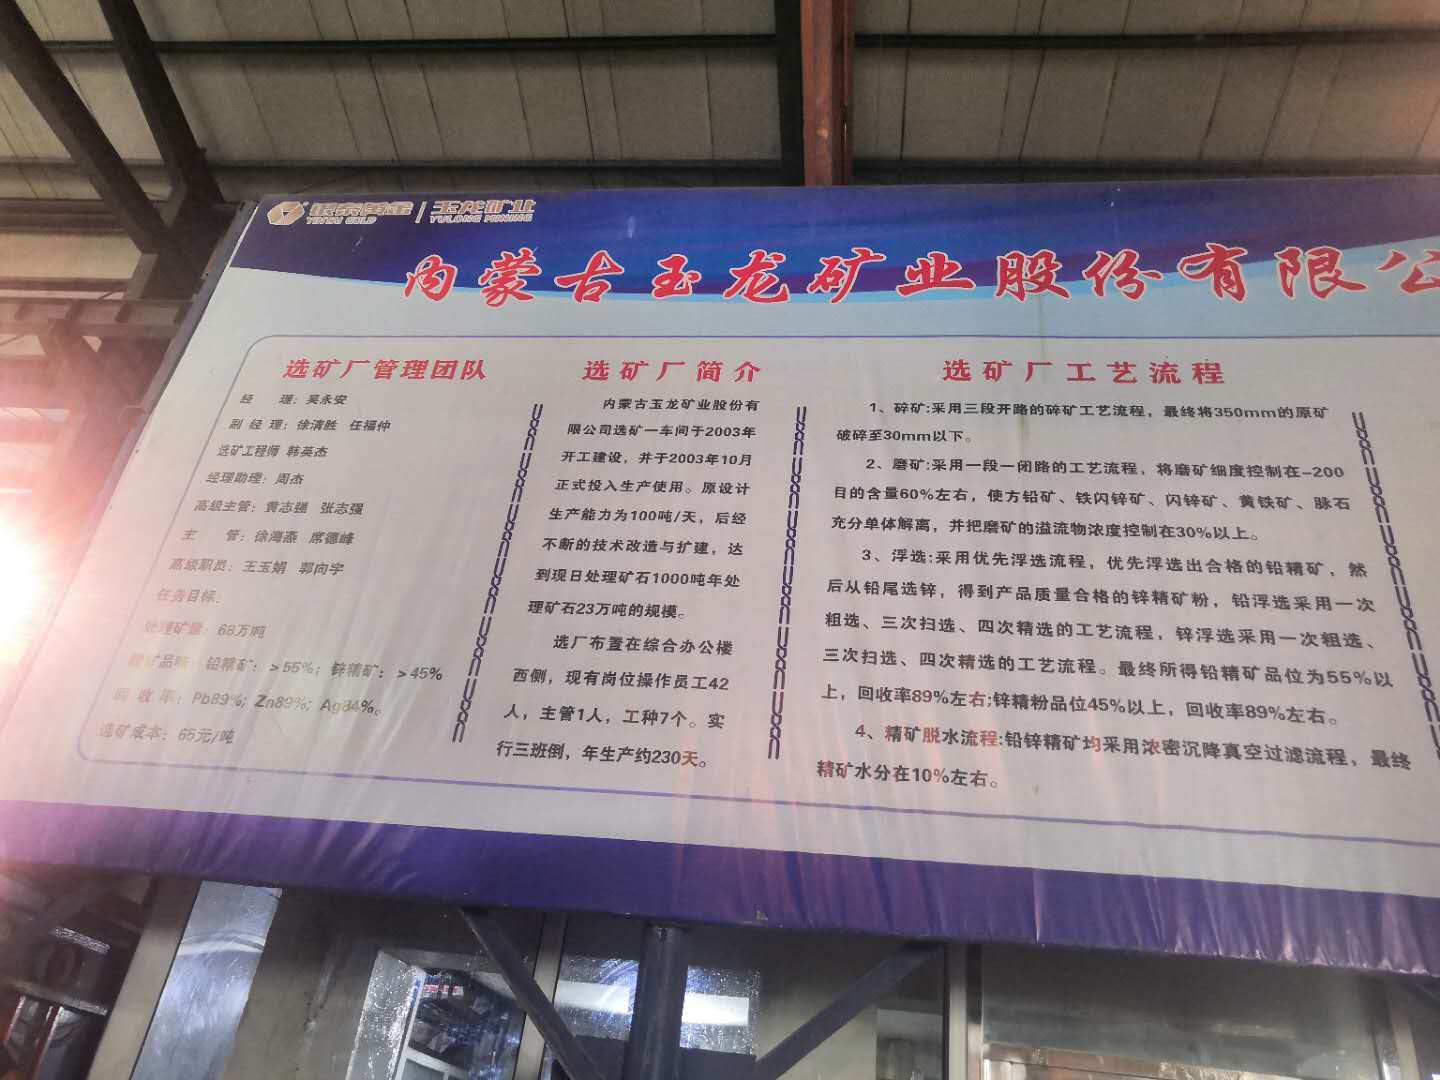 银泰黄金 玉龙矿业
YINTAI GOLD YULONG MINING
内蒙古玉龙矿业股份有限公
选矿厂管理团队
经 理：吴永安
副 经 理：徐清胜 任福仲
选矿工程师 韩英杰
经理助理：周杰
高级主管：黄志强 张志强
主 管：徐海燕 席德峰
高级职员：王玉娟 郭向宇
任务目标：
处理矿量：68万吨
精矿品味：铅精矿：＞55%；锌精矿：＞45%
回 收 率：Pb89%；Zn89%；Ag84%。
选矿成本：65元/吨
选矿厂简介
内蒙古玉龙矿业股份有
限公司选矿一车间于2003年
开工建设，并于2003年10月
正式投入生产使用。原设计
生产能力为100吨/天，后经
不断的技术改造与扩建，达
到现日处理矿石1000吨年处
理矿石23万吨的规模。
选厂布置在综合办公楼
西侧，现有岗位操作员工42
人，主管1人，工种7个。实
行三班倒，年生产约230天。
选矿厂工艺流程
1、碎矿:采用三段开路的碎矿工艺流程，最终将350mm的原矿
破碎至30mm以下。
2、磨矿:采用一段一闭路的工艺流程，将磨矿细度控制在-200
目的含量60%左右，使方铅矿、铁闪锌矿、闪锌矿、黄铁矿、脉石
充分单体解离，并把磨矿的溢流物浓度控制在30%以上。
3、浮选:采用优先浮选流程，优先浮选出合格的铅精矿，然
后从铅尾选锌，得到产品质量合格的锌精矿粉，铅浮选采用一次
粗选、三次扫选、四次精选的工艺流程，锌浮选采用一次粗选、
三次扫选、四次精选的工艺流程。最终所得铅精矿品位为55%以
上，回收率89%左右;锌精粉品位45%以上，回收率89%左右。
4、精矿脱水流程:铅锌精矿均采用浓密沉降真空过滤流程，最终
精矿水分在10%左右。